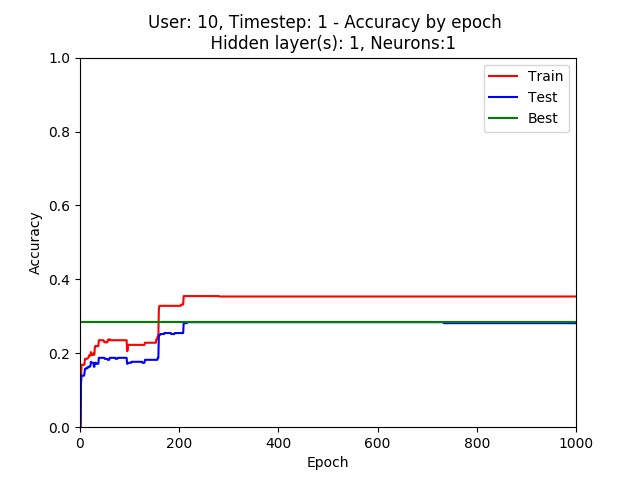 User: 10, Timestep: 1 - Accuracy by epoch
Hidden layer(s): 1, Neurons:1
Train
Test
Best
Accuracy
1.0
0.8
0.6
0.4
0.2
0.0
0 200 400 600 800 1000
Epoch